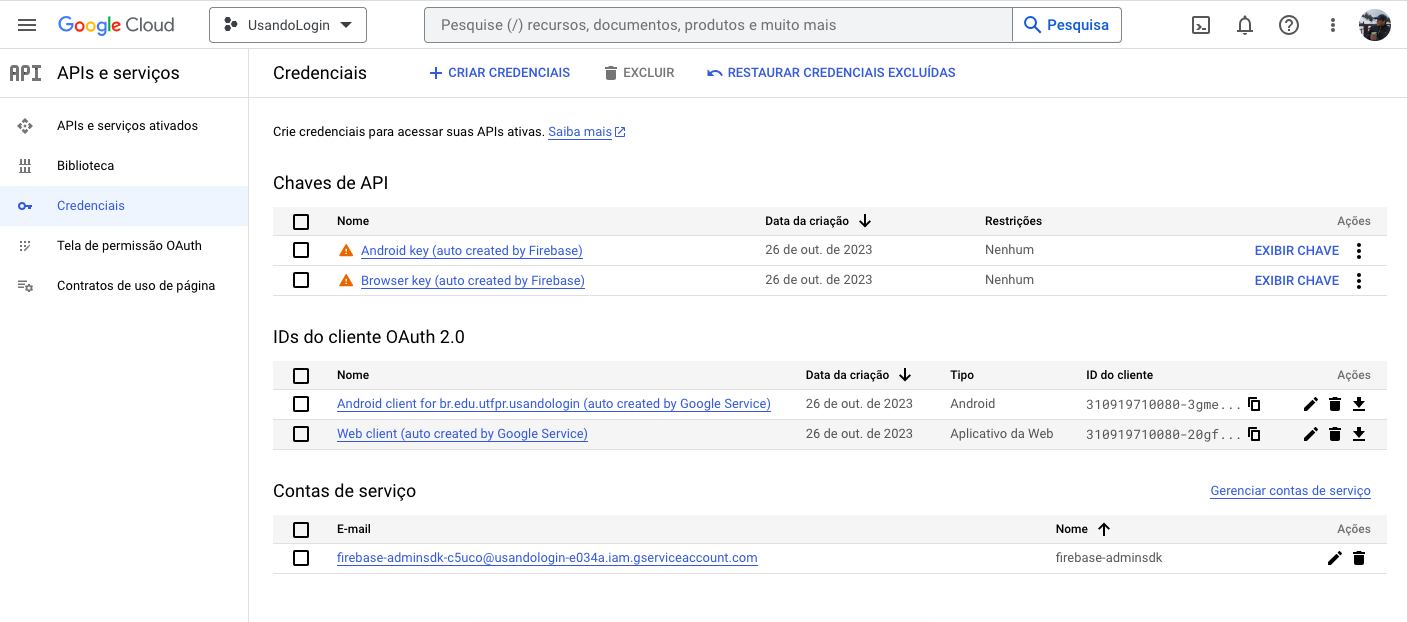 Google Cloud
UsandoLogin
Pesquise (/) recursos, documentos, produtos e muito mais
Pesquisa
API
APIs e serviços
Credenciais
CRIAR CREDENCIAIS
EXCLUIR
RESTAURAR CREDENCIAIS EXCLUÍDAS
APIs e serviços ativados
Biblioteca
Credenciais
Tela de permissão OAuth
Contratos de uso de página
Crie credenciais para acessar suas APIs ativas. Saiba mais
Chaves de API
Nome Data da criação Restrições Ações
Android key (auto created by Firebase) 26 de out. de 2023 Nenhum EXIBIR CHAVE
Browser key (auto created by Firebase) 26 de out. de 2023 Nenhum EXIBIR CHAVE
IDs do cliente OAuth 2.0
Nome Data da criação Tipo ID do cliente Ações
Android client for br.edu.utfpr.usandologin (auto created by Google Service) 26 de out. de 2023 Android 310919710080-3gme...
Web client (auto created by Google Service) 26 de out. de 2023 Aplicativo da Web 310919710080-20gf...
Contas de serviço Gerenciar contas de serviço
E-mail Nome Ações
firebase-adminsdk-c5uco@usandologin-e034a.iam.gserviceaccount.com firebase-adminsdk